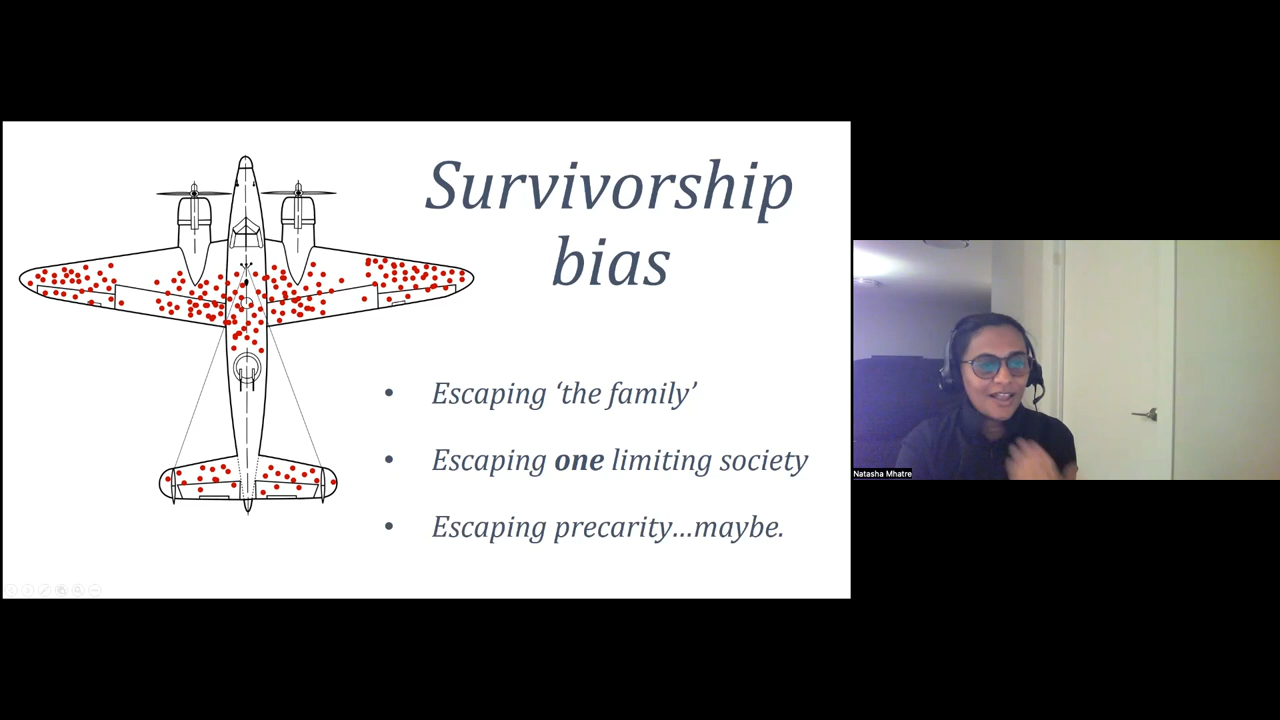 Survivorship
bias
• Escaping ‘the family’
• Escaping one limiting society
• Escaping precarity...maybe.
Natasha Mhatre